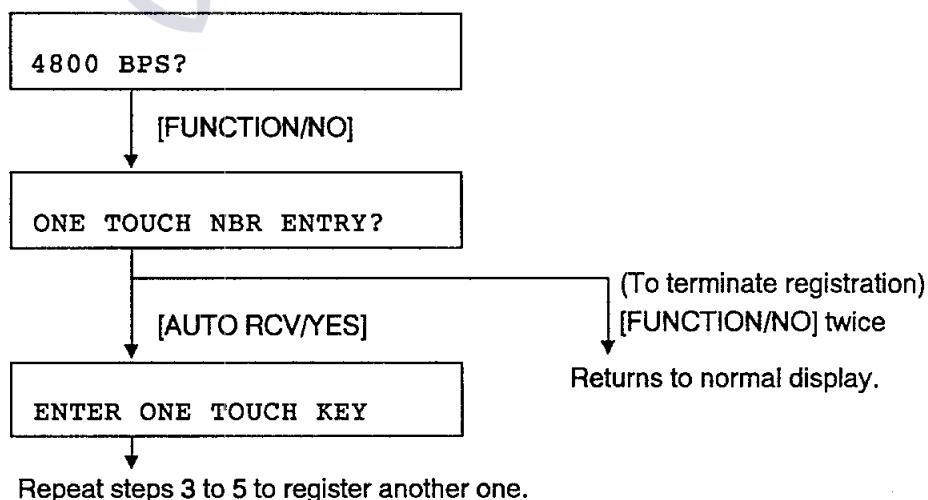 4800 BPS?
[FUNCTION/NO]
ONE TOUCH NBR ENTRY?
(To terminate registration)
[FUNCTION/NO] twice
[AUTO RCV/YES]
Returns to normal display.
ENTER ONE TOUCH KEY
Repeat steps 3 to 5 to register another one.